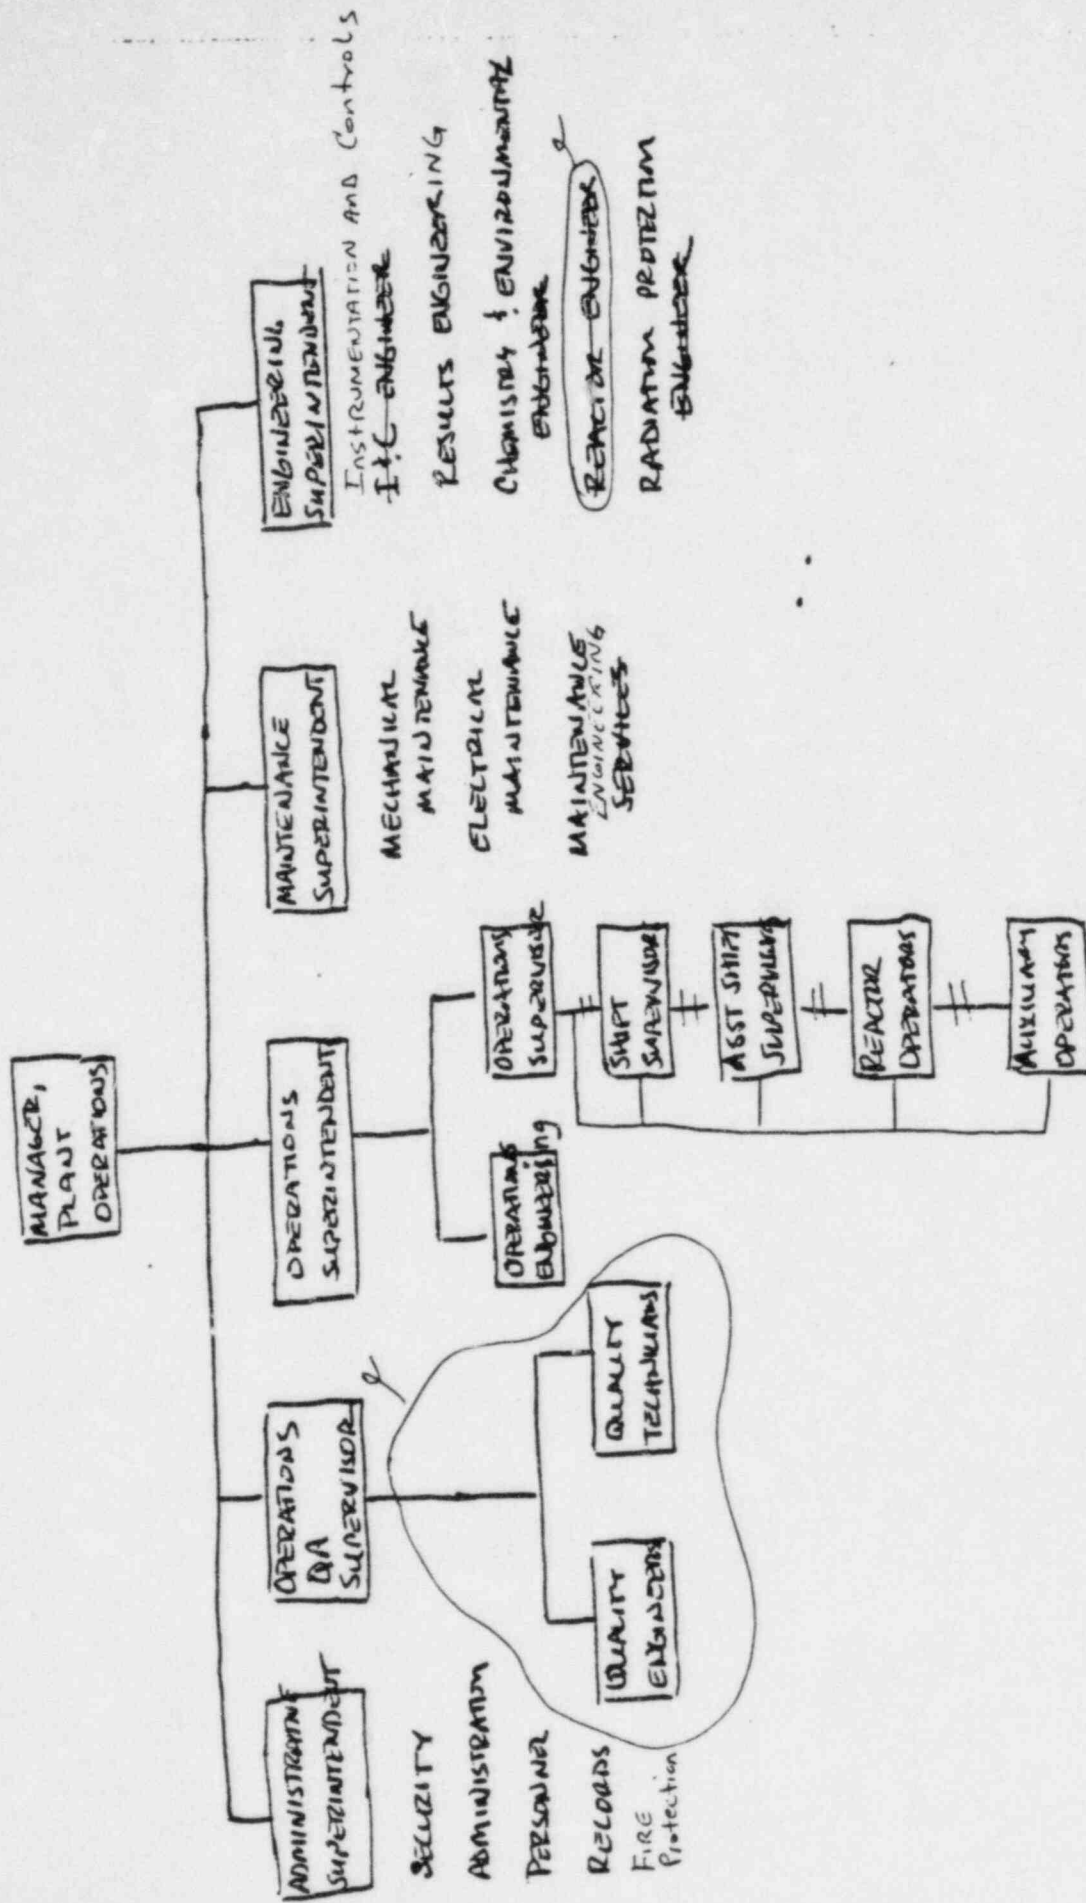 MANAGER,
PLANT
OPERATIONS
ADMINISTRATIVE
SUPERINTENDENT
SECURITY
ADMINISTRATION
PERSONNEL
RECORDS
FIRE
Protection
OPERATIONS
QA
SUPERVISOR
QUALITY
ENGINEERS
QUALITY
TECHNICIANS
OPERATIONS
SUPERINTENDENT
OPERATIONS
ENGINEERING
OPERATIONS
SUPERVISOR
SHIFT
SUPERVISORS
ASST SHIFT
SUPERVISORS
REACTOR
OPERATORS
AUXILIARY
OPERATORS
MAINTENANCE
SUPERINTENDENT
MECHANICAL
MAINTENANCE
ELECTRICAL
MAINTENANCE
MAINTENANCE
ENGINEERING
SERVICES
ENGINEERING
SUPERINTENDENT
Instrumentation and Controls
I&C ENGINEER
RESULTS ENGINEERING
CHEMISTRY & ENVIRONMENTAL
ENGINEER
REACTOR ENGINEER
RADIATION PROTECTION
ENGINEER